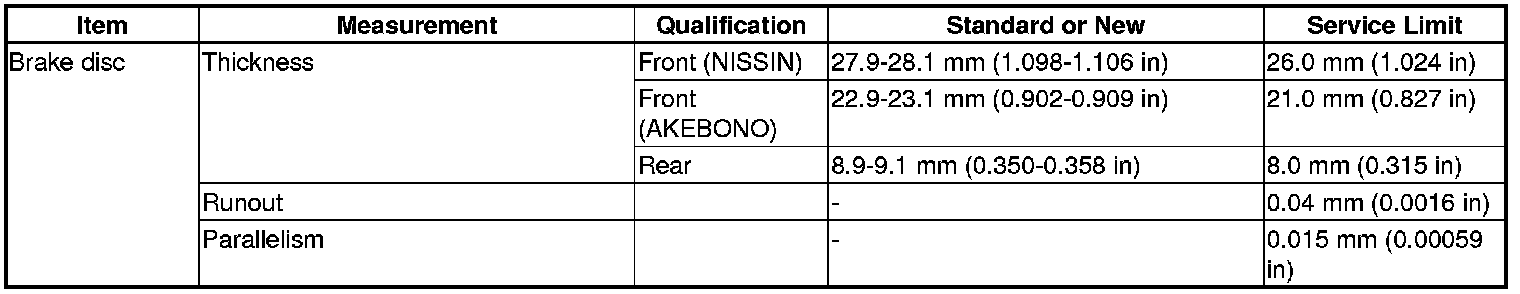 Item Measurement Qualification Standard or New Service Limit
Brake disc Thickness Front (NISSIN) 27.9-28.1 mm (1.098-1.106 in) 26.0 mm (1.024 in)
Front 22.9-23.1 mm (0.902-0.909 in) 21.0 mm (0.827 in)
(AKEBONO)
Rear 8.9-9.1 mm (0.350-0.358 in) 8.0 mm (0.315 in)
Runout - 0.04 mm (0.0016 in)
Parallelism - 0.015 mm (0.00059
in)